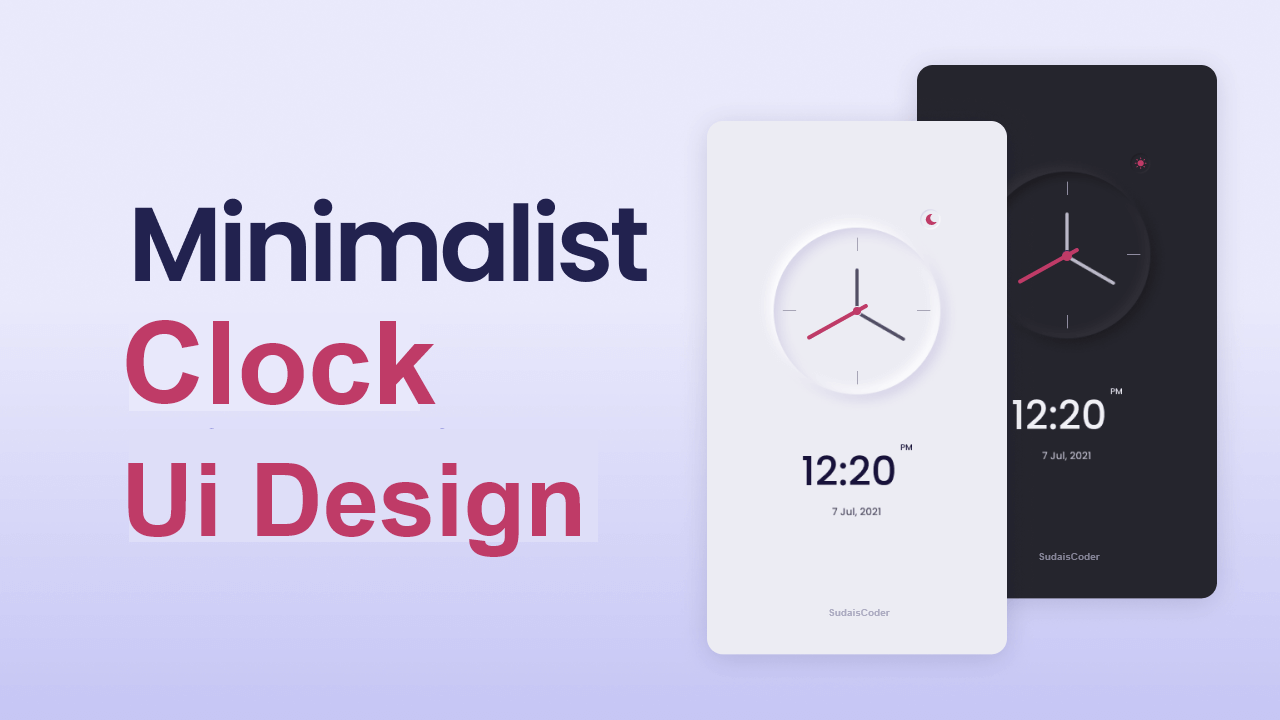 Minimalist
Clock
Ui Design
PM
12:20
7 Jul, 2021
SudaisCoder
PM
12:20
7 Jul, 2021
SudaisCoder